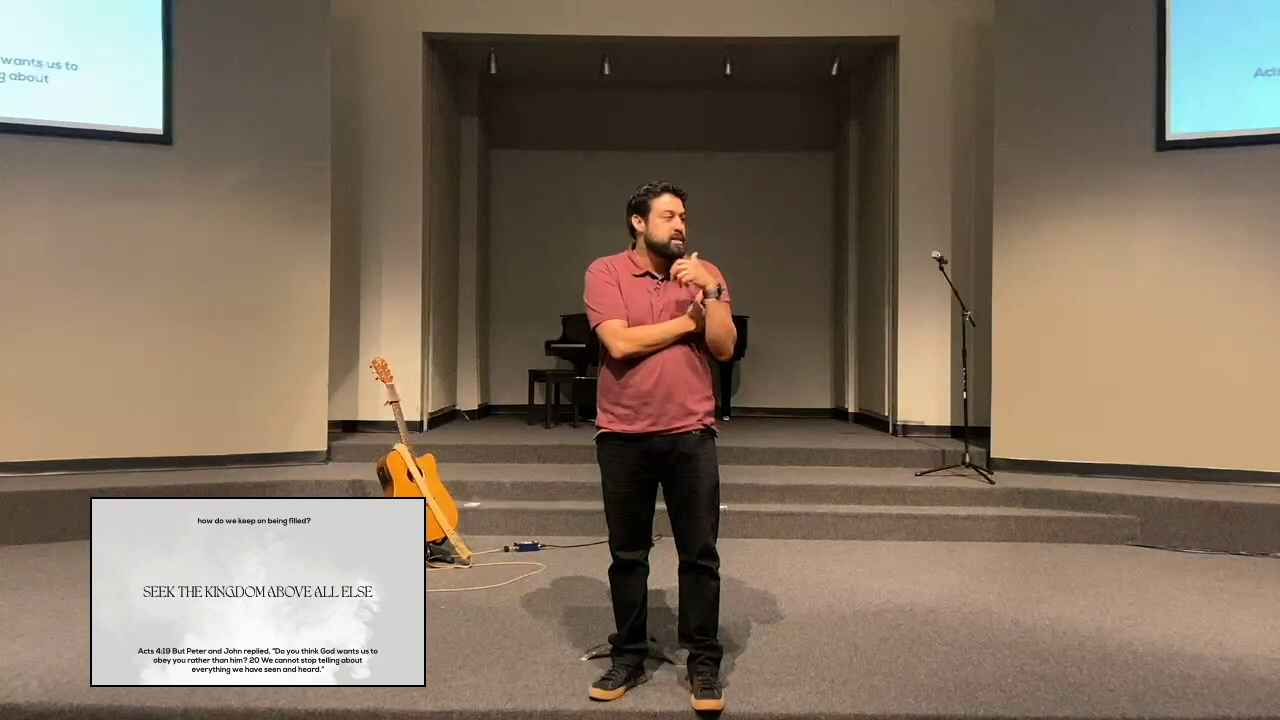 wants us to
g about
Acts
how do we keep on being filled?
SEEK THE KINGDOM ABOVE ALL ELSE
Acts 4:19 But Peter and John replied, "Do you think God wants us to
obey you rather than him? 20 We cannot stop telling about
everything we have seen and heard."